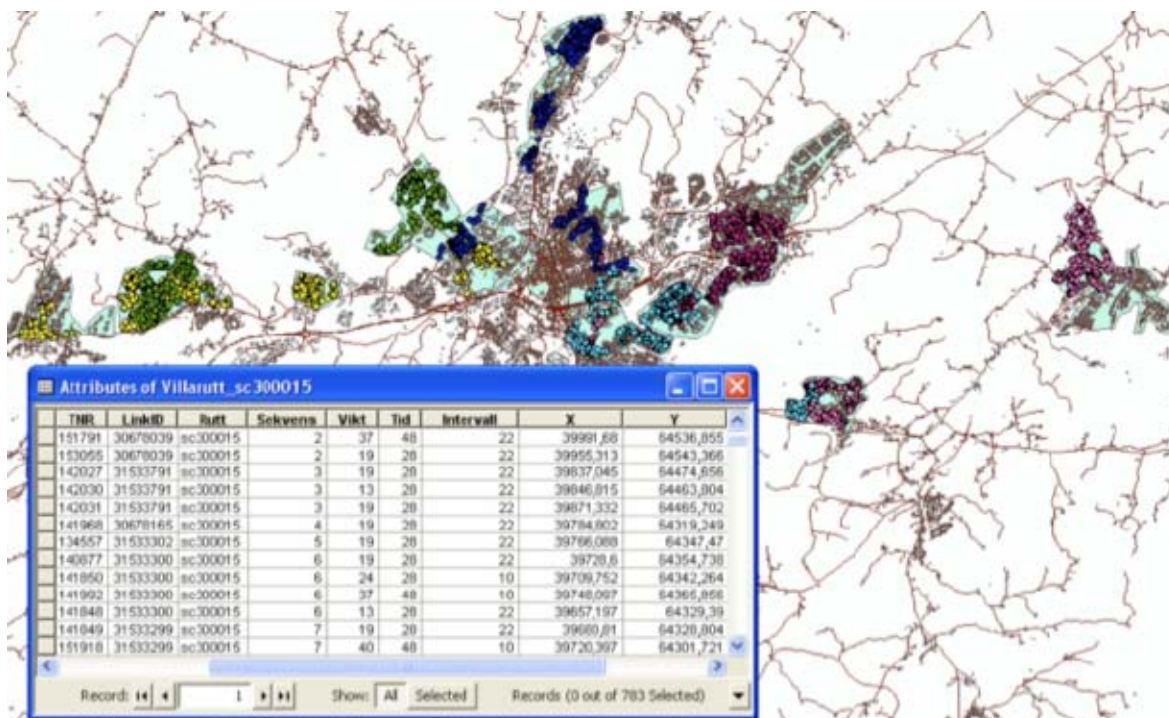 Attributes of Villarutt_sc300015
TNR LinkID Rutt Sekvens Vikt Tid Intervall X Y
151791 30678039 sc300015 2 37 48 22 39991,68 64536,855
153055 30678039 sc300015 2 19 28 22 39955,313 64543,366
142027 31533791 sc300015 3 19 28 22 39837,045 64474,656
142030 31533791 sc300015 3 13 28 22 39846,815 64463,804
142031 31533791 sc300015 3 19 28 22 39871,332 64465,702
141968 30678165 sc300015 4 19 28 22 39784,802 64319,249
134557 31533302 sc300015 5 19 28 22 39766,088 64347,47
140877 31533300 sc300015 6 19 28 22 39728,6 64354,738
141850 31533300 sc300015 6 24 28 10 39709,752 64342,264
141992 31533300 sc300015 6 37 48 10 39748,097 64365,856
141848 31533300 sc300015 6 13 28 22 39657,197 64329,39
141849 31533299 sc300015 7 19 28 22 39660,81 64328,804
151918 31533299 sc300015 7 40 48 10 39720,397 64301,721
Record: 1 Show: All Selected Records (0 out of 783 Selected)